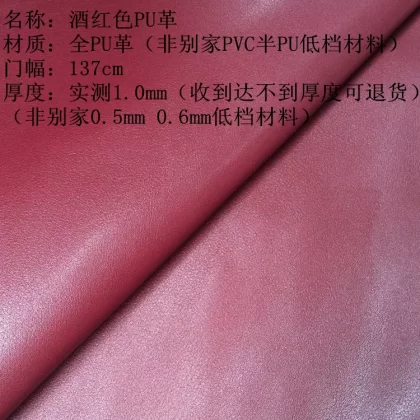 名称：酒红色PU革
材质：全PU革（非别家PVC半PU低档材料）
门幅：137cm
厚度：实测1.0mm（收到达不到厚度可退货）
（非别家0.5mm 0.6mm低档材料）